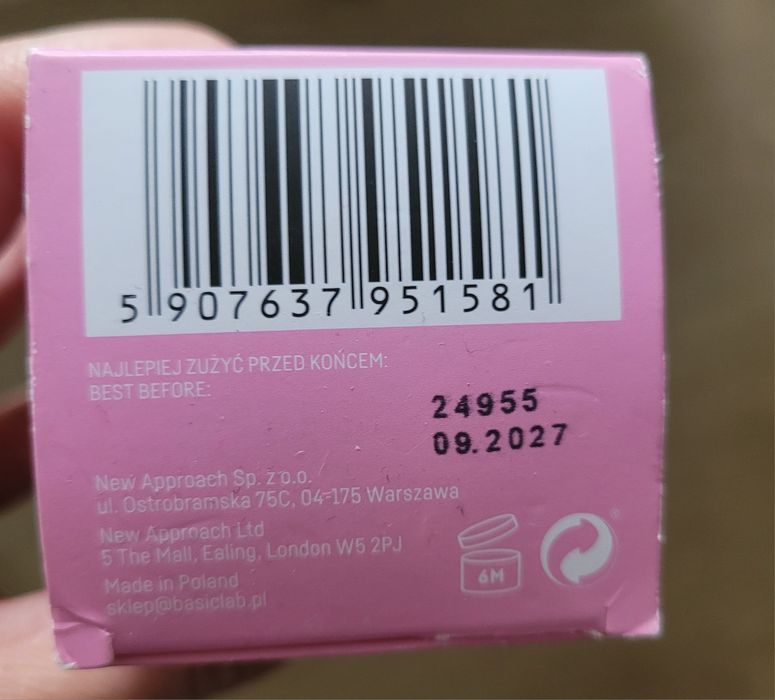 5 907637 951581
NAJLEPIEJ ZUŻYĆ PRZED KOŃCEM:
BEST BEFORE:
24955
09.2027
New Approach Sp. z o.o.
ul. Ostrobramska 75C, 04-175 Warszawa
New Approach Ltd
5 The Mall, Ealing, London W5 2PJ
Made in Poland
sklep@basiclab.pl
6M
®